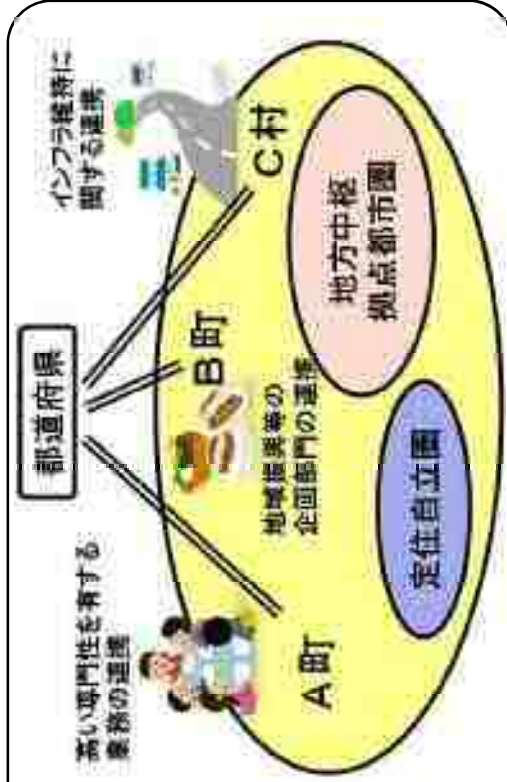 都道府県
高い専門性を有する
業務の連携
インフラ維持に
関する連携
A町
B町
C村
地域振興等の
企画部門の連携
定住自立圏
地方中枢
拠点都市圏